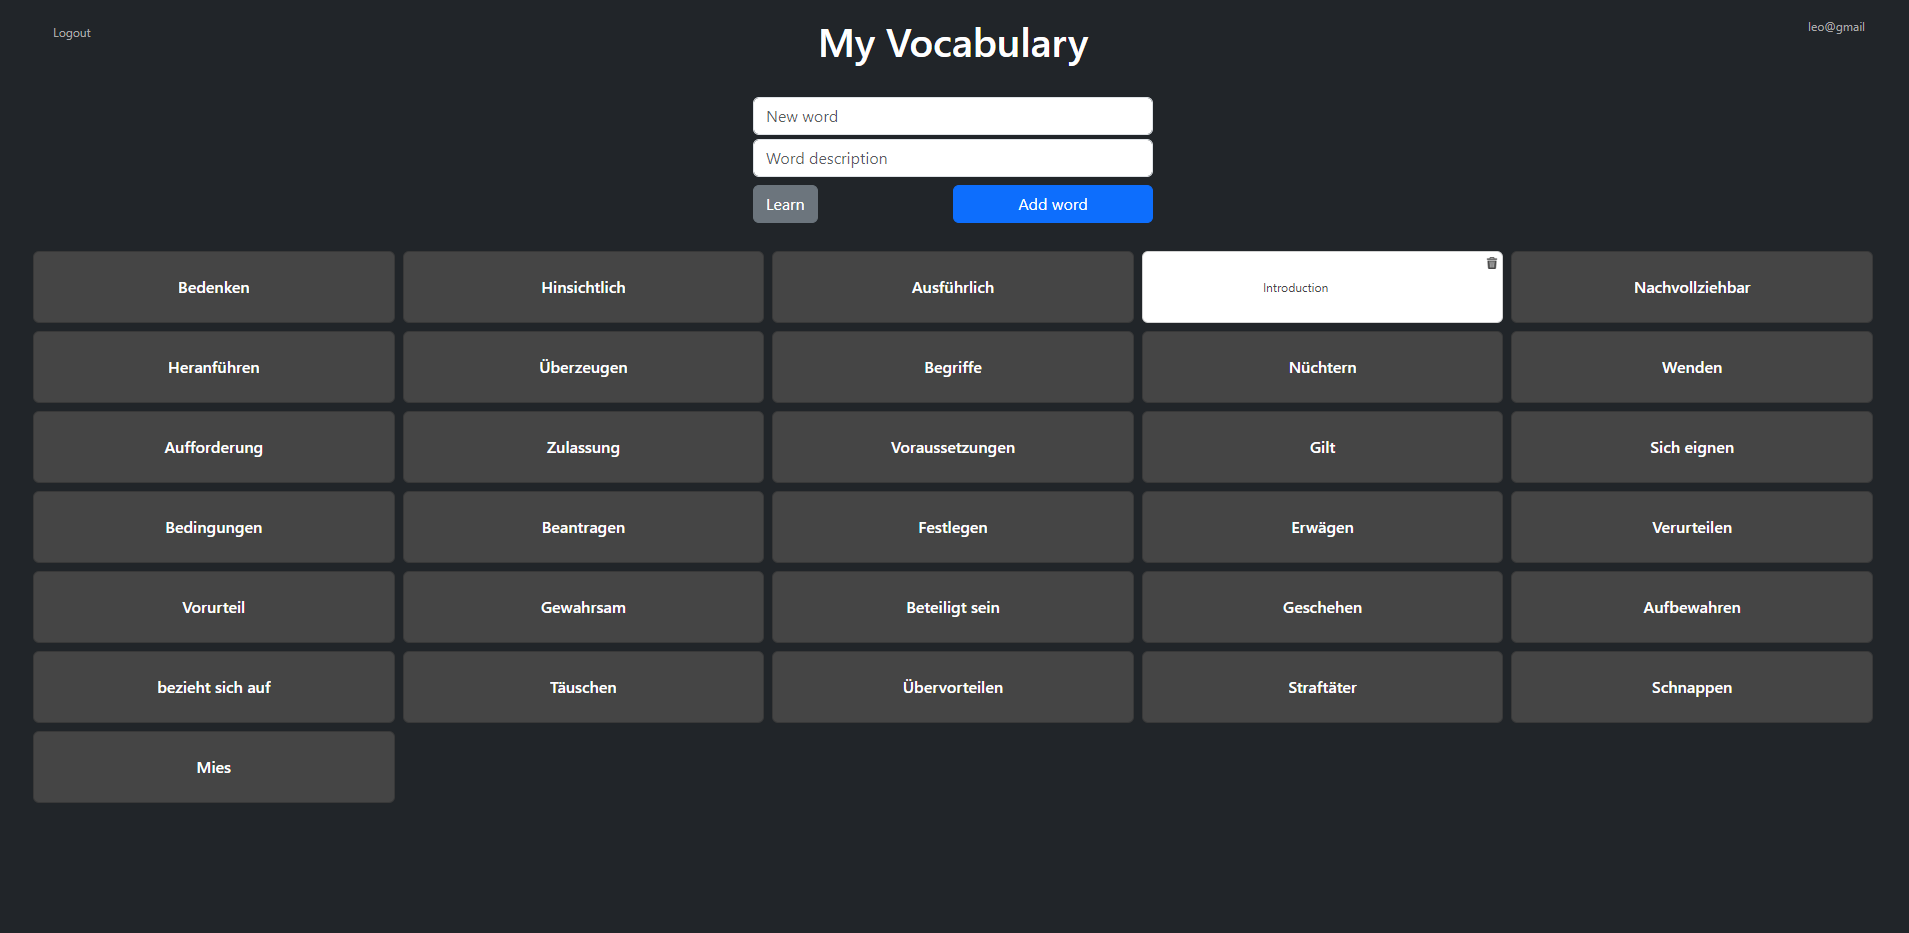 Logout
My Vocabulary
leo@gmail
New word
Word description
Learn
Add word
Bedenken
Hinsichtlich
Ausführlich
Introduction
Nachvollziehbar
Heranführen
Überzeugen
Begriffe
Nüchtern
Wenden
Aufforderung
Zulassung
Voraussetzungen
Gilt
Sich eignen
Bedingungen
Beantragen
Festlegen
Erwägen
Verurteilen
Vorurteil
Gewahrsam
Beteiligt sein
Geschehen
Aufbewahren
bezieht sich auf
Täuschen
Übervorteilen
Straftäter
Schnappen
Mies